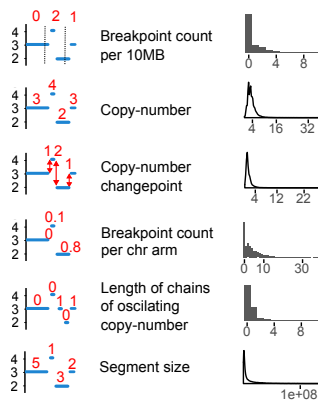 0 2 1
4
3
2
Breakpoint count
per 10MB
0 4 8
4
4
3 3
3
2
2
Copy-number
4 16 32
4
1 2
1
3
2
Copy-number
changepoint
4 12 22
0.1
4
0
3
0.8
2
Breakpoint count
per chr arm
0 10 30
0
4
0 1 1
3
0
2
Length of chains
of oscilating
copy-number
0 4 8
1
4
5 2
3
3
2
Segment size
1e+08